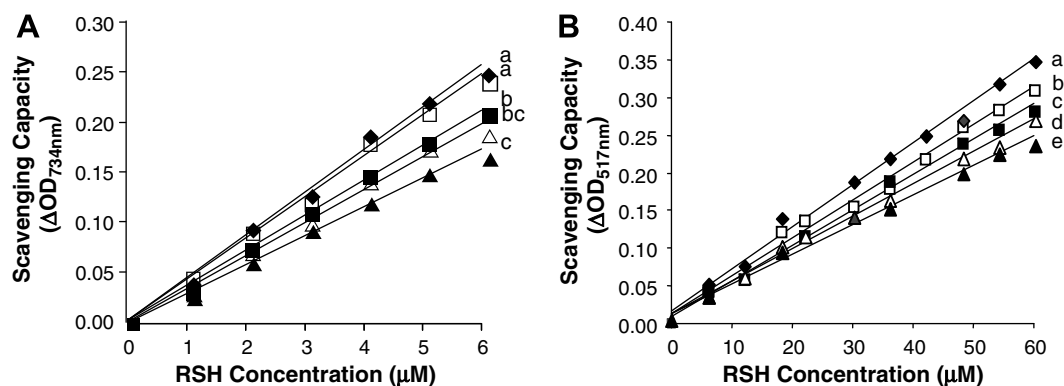 A
Scavenging Capacity
(ΔOD734nm)
0.30
0.25
0.20
0.15
0.10
0.05
0.00
0 1 2 3 4 5 6
RSH Concentration (μM)
a
a
b
bc
c
B
Scavenging Capacity
(ΔOD517nm)
0.40
0.35
0.30
0.25
0.20
0.15
0.10
0.05
0.00
0 10 20 30 40 50 60
RSH Concentration (μM)
a
b
c
d
e